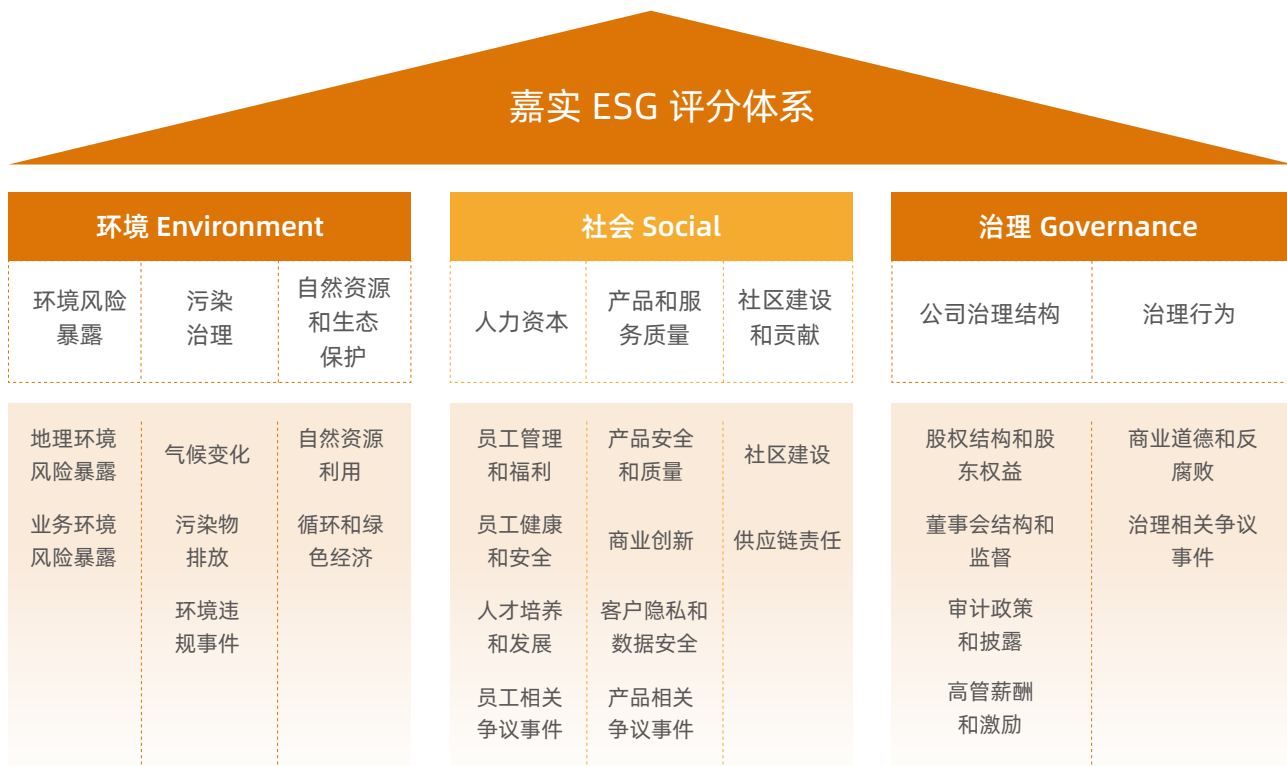 嘉实 ESG 评分体系
环境 Environment
环境风险
暴露
污染
治理
自然资源
和生态
保护
地理环境
风险暴露
业务环境
风险暴露
气候变化
污染物
排放
环境违
规事件
自然资源
利用
循环和绿
色经济
社会 Social
人力资本
产品和服
务质量
社区建设
和贡献
员工管理
和福利
员工健康
和安全
人才培养
和发展
员工相关
争议事件
产品安全
和质量
商业创新
客户隐私和
数据安全
产品相关
争议事件
社区建设
供应链责任
治理 Governance
公司治理结构
治理行为
股权结构和股
东权益
董事会结构和
监督
审计政策
和披露
高管薪酬
和激励
商业道德和反
腐败
治理相关争议
事件